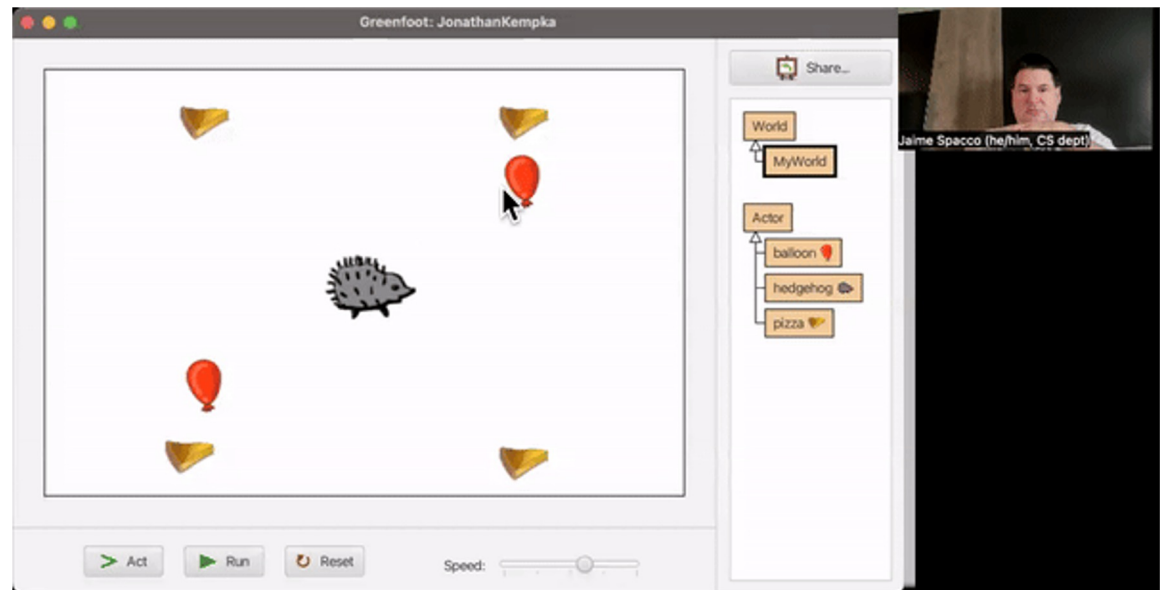 Greenfoot: JonathanKempka
Share...
World
MyWorld
Actor
balloon
hedgehog
pizza
Act
Run
Reset
Speed:
Jaime Spacco (he/him, CS dept)